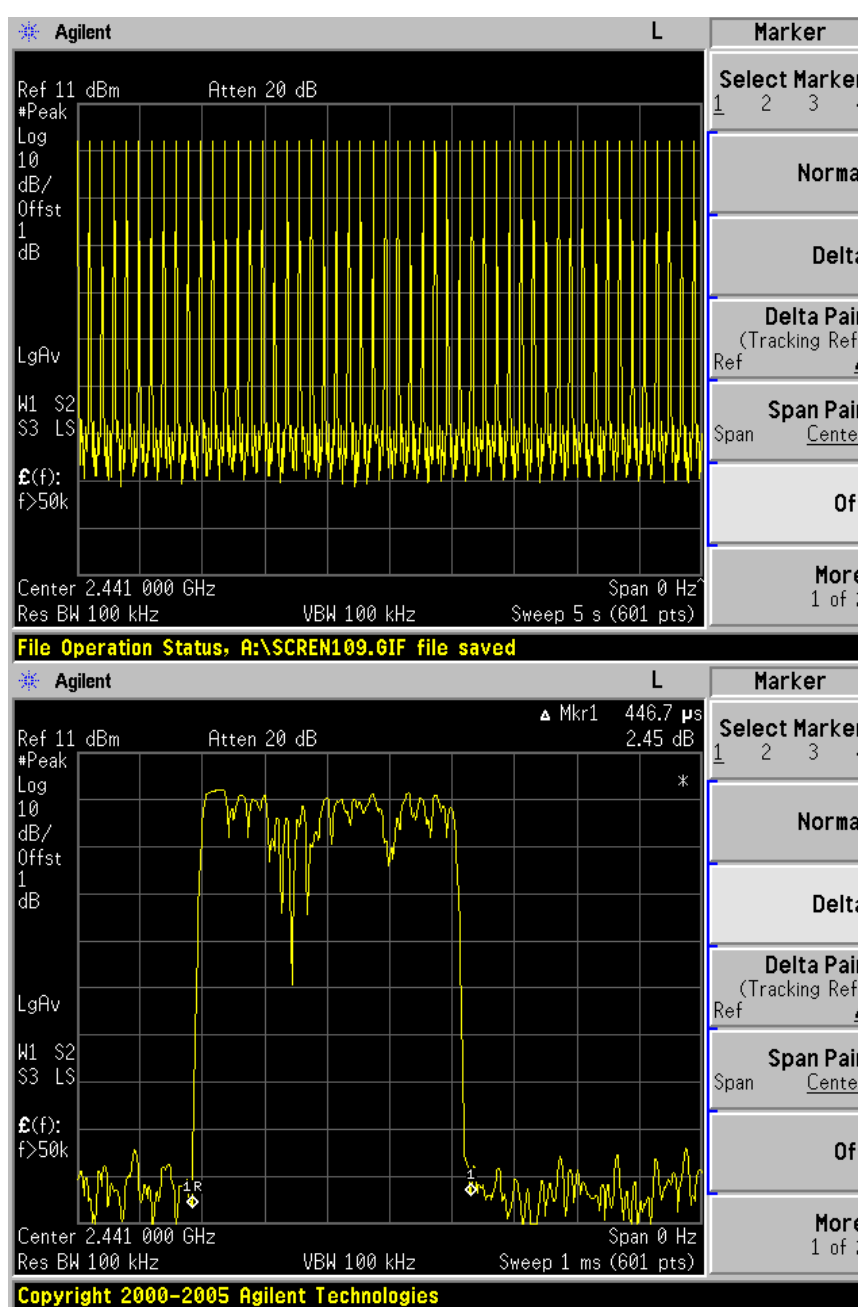 Agilent L Marker
Ref 11 dBm Atten 20 dB
#Peak
Log
10
dB/
Offst
1
dB
LgAv
W1 S2
S3 LS
£(f):
f>50k
Center 2.441 000 GHz Span 0 Hz^
Res BW 100 kHz VBW 100 kHz Sweep 5 s (601 pts)
Select Marker
1 2 3
Norma
Delta
Delta Pair
(Tracking Ref
Ref
Span Pair
Span Cente
Of
More
1 of 2
File Operation Status, A:\SCREN109.GIF file saved
Agilent L Marker
Δ Mkr1 446.7 µs
Ref 11 dBm Atten 20 dB 2.45 dB
#Peak
Log
10
dB/
Offst
1
dB
LgAv
W1 S2
S3 LS
£(f):
f>50k
*
1R
1
Center 2.441 000 GHz Span 0 Hz
Res BW 100 kHz VBW 100 kHz Sweep 1 ms (601 pts)
Select Marker
1 2 3
Norma
Delta
Delta Pair
(Tracking Ref
Ref
Span Pair
Span Cente
Of
More
1 of 2
Copyright 2000-2005 Agilent Technologies